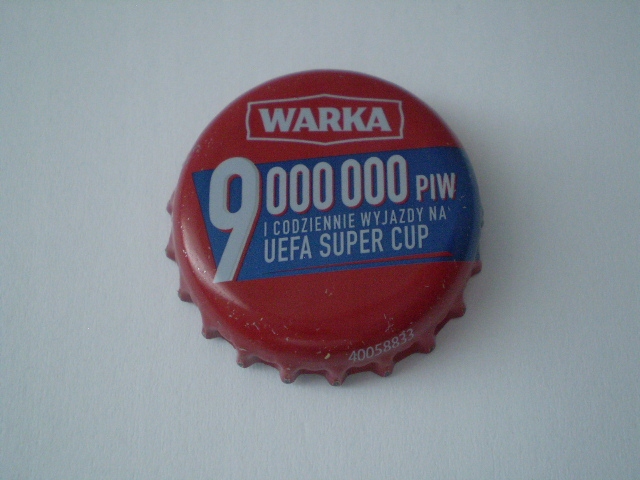 WARKA
9 000 000 PIW
I CODZIENNIE WYJAZDY NA
UEFA SUPER CUP
40058833